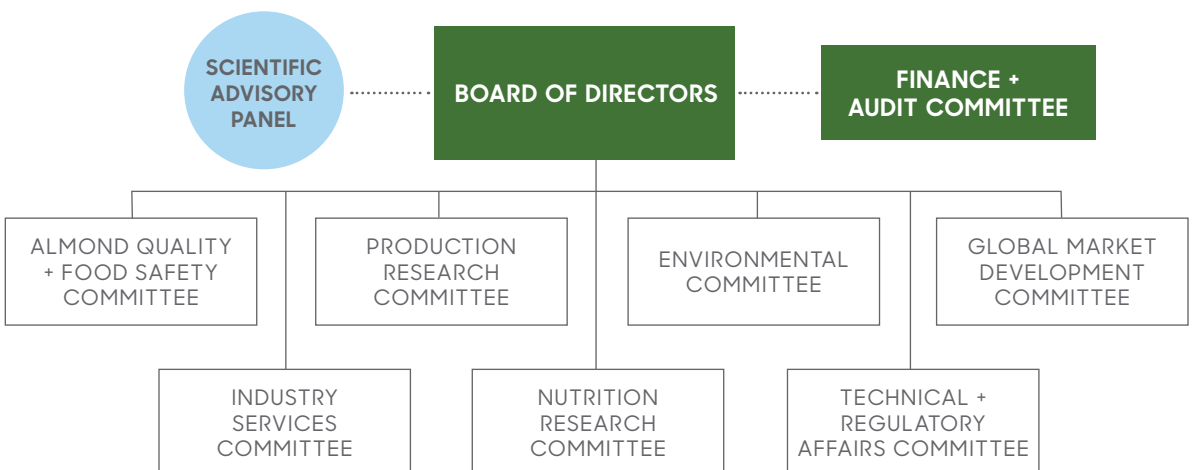 SCIENTIFIC
ADVISORY
PANEL
BOARD OF DIRECTORS
FINANCE +
AUDIT COMMITTEE
ALMOND QUALITY
+ FOOD SAFETY
COMMITTEE
PRODUCTION
RESEARCH
COMMITTEE
ENVIRONMENTAL
COMMITTEE
GLOBAL MARKET
DEVELOPMENT
COMMITTEE
INDUSTRY
SERVICES
COMMITTEE
NUTRITION
RESEARCH
COMMITTEE
TECHNICAL +
REGULATORY
AFFAIRS COMMITTEE